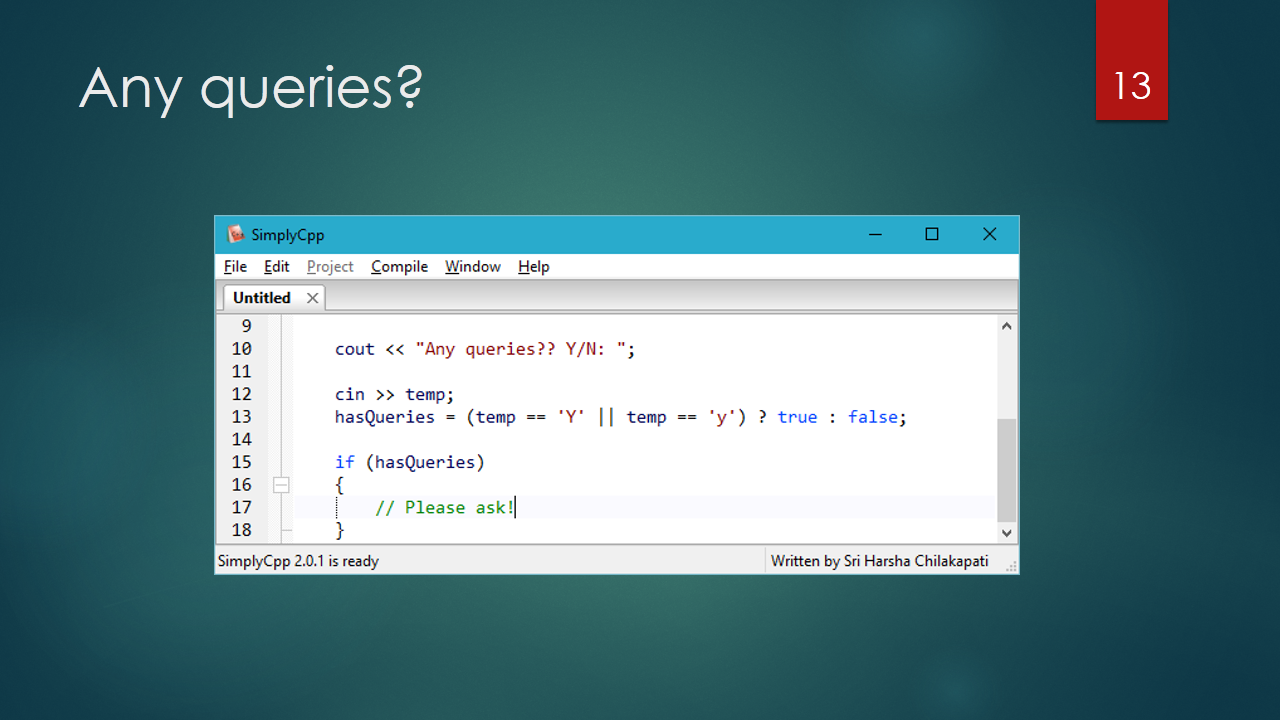 Any queries?
13
SimplyCpp
File Edit Project Compile Window Help
Untitled
9
10 cout << "Any queries?? Y/N: ";
11
12 cin >> temp;
13 hasQueries = (temp == 'Y' || temp == 'y') ? true : false;
14
15 if (hasQueries)
16 {
17 // Please ask!
18 }
SimplyCpp 2.0.1 is ready Written by Sri Harsha Chilakapati